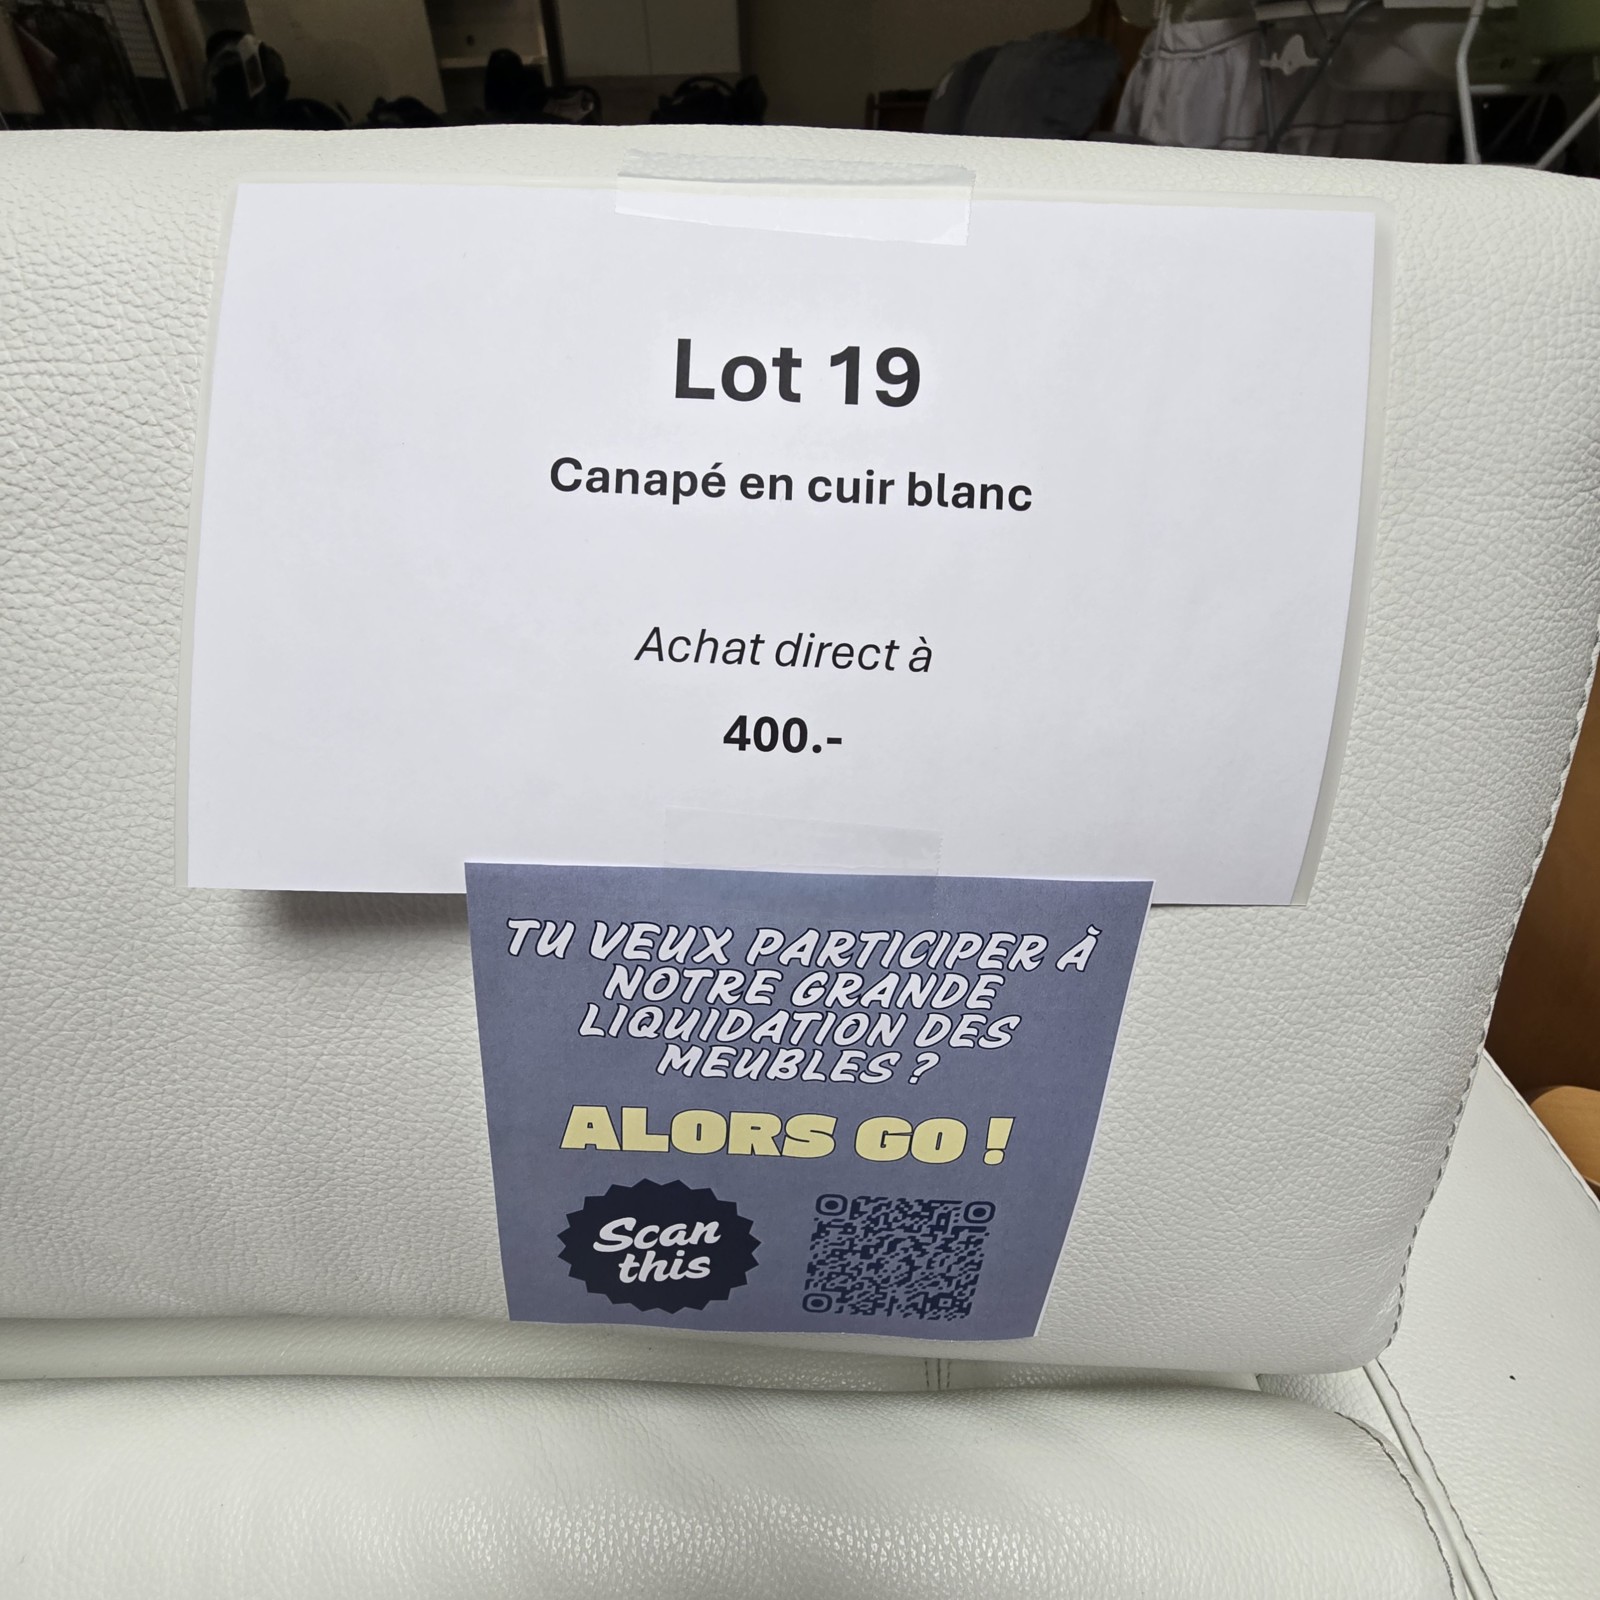 Lot 19
Canapé en cuir blanc
Achat direct à
400.-
TU VEUX PARTICIPER À
NOTRE GRANDE
LIQUIDATION DES
MEUBLES ?
ALORS GO !
Scan
this